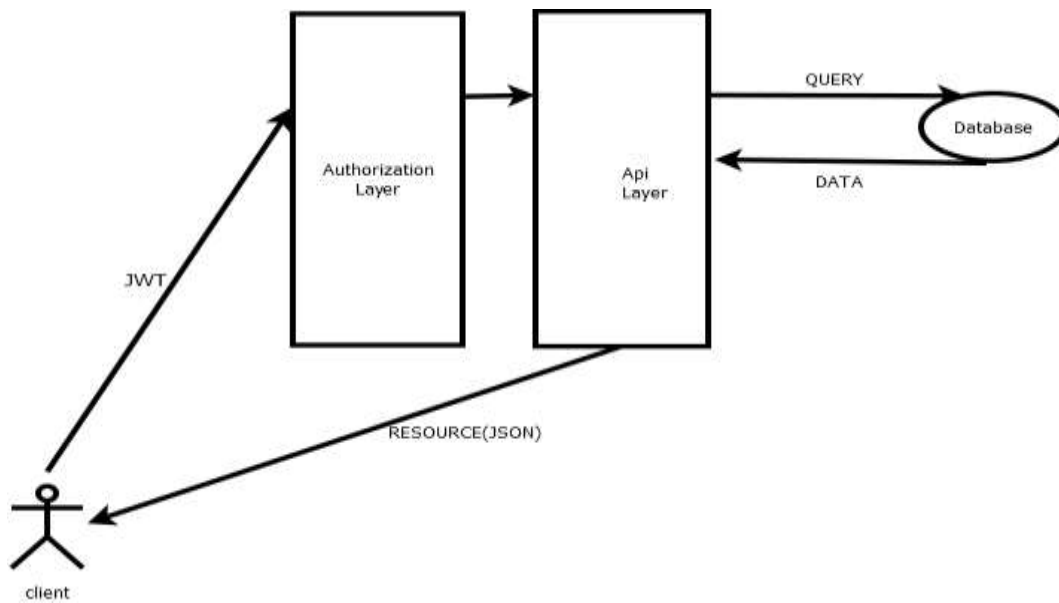 QUERY
Database
Authorization
Layer
Api
Layer
DATA
JWT
RESOURCE(JSON)
client